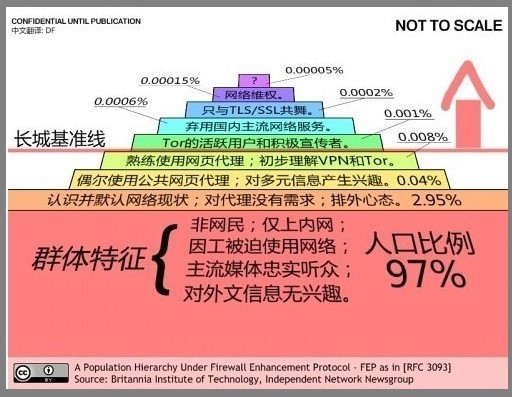 CONFIDENTIAL UNTIL PUBLICATION
中文翻译: DF
NOT TO SCALE
?
0.00005%
0.00015%
网络维权。
只与TLS/SSL共舞。
0.0002%
0.0006%
弃用国内主流网络服务。
0.001%
长城基准线
Tor的活跃用户和积极宣传者。
0.008%
熟练使用网页代理；初步理解VPN和Tor。
偶尔使用公共网页代理；对多元信息产生兴趣。0.04%
认识并默认网络现状；对代理没有需求；排外心态。2.95%
群体特征
非网民；仅上内网；
因工被迫使用网络；
主流媒体忠实听众；
对外文信息无兴趣。
人口比例
97%
cc
BY
A Population Hierarchy Under Firewall Enhancement Protocol - FEP as in [RFC 3093]
Source: Britannia Institute of Technology, Independent Network Newsgroup